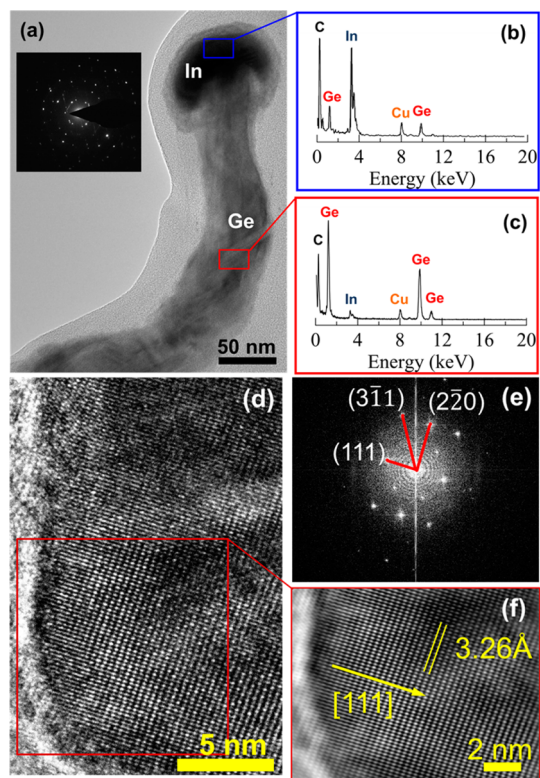 (a)
In
Ge
50 nm
(b)
C
In
Ge
Cu
Ge
0 4 8 12 16 20
Energy (keV)
(c)
Ge
C
In
Cu
Ge
Ge
0 4 8 12 16 20
Energy (keV)
(d)
5 nm
(e)
(31̄1)
(22̄0)
(111)
(f)
3.26Å
[111]
2 nm